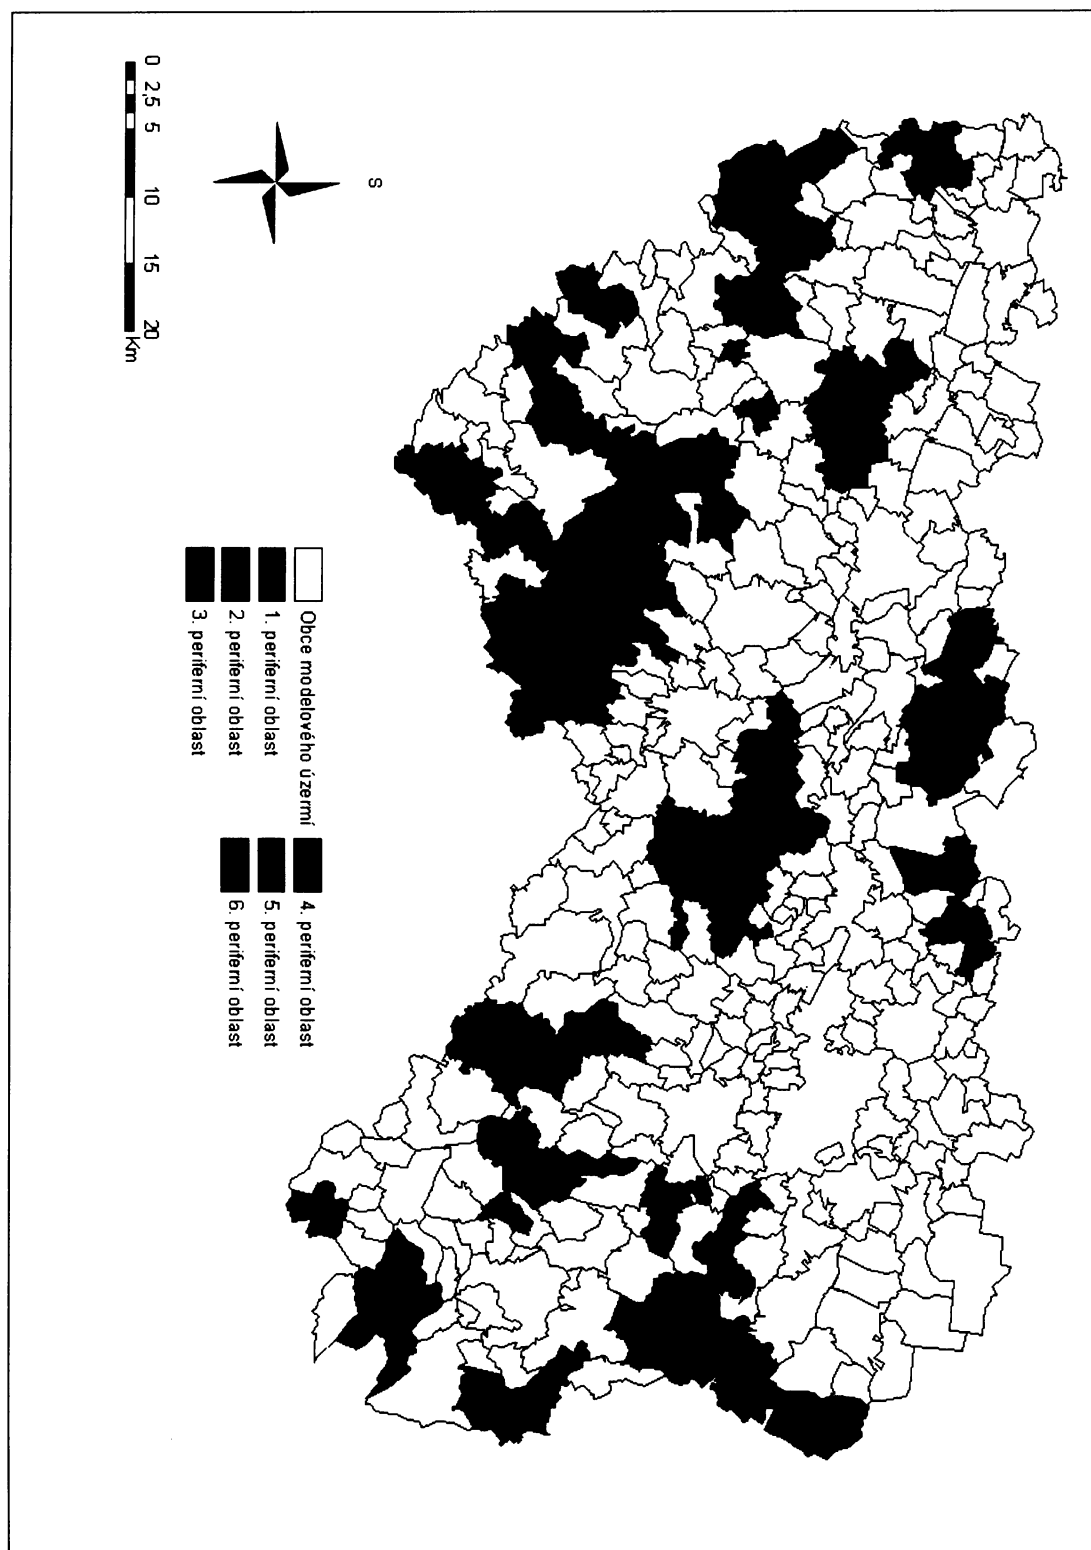 S
Obce modelového území
1. periferní oblast
2. periferní oblast
3. periferní oblast
4. periferní oblast
5. periferní oblast
6. periferní oblast
0 2,5 5 10 15 20
Km